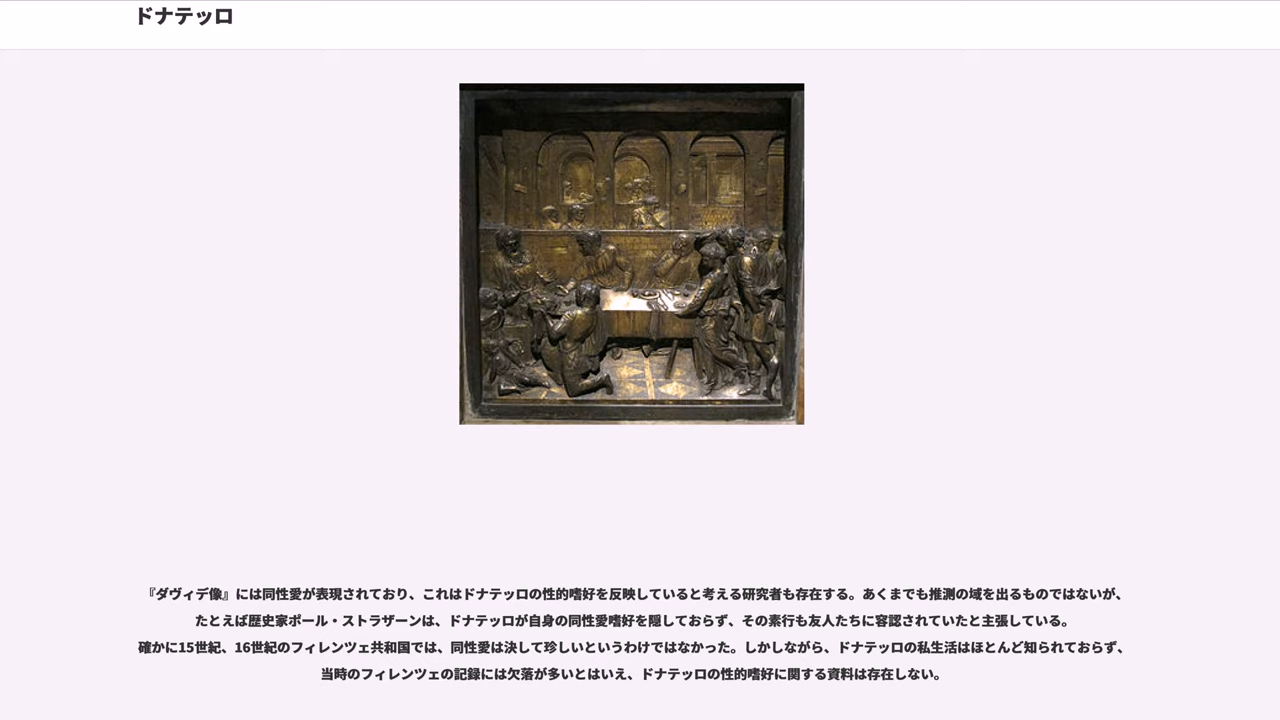 ドナテッロ
『ダヴィデ像』には同性愛が表現されており、これはドナテッロの性的嗜好を反映していると考える研究者も存在する。あくまでも推測の域を出るものではないが、
たとえば歴史家ポール・ストラザーンは、ドナテッロが自身の同性愛嗜好を隠しておらず、その素行も友人たちに容認されていたと主張している。
確かに15世紀、16世紀のフィレンツェ共和国では、同性愛は決して珍しいというわけではなかった。しかしながら、ドナテッロの私生活はほとんど知られておらず、
当時のフィレンツェの記録には欠落が多いとはいえ、ドナテッロの性的嗜好に関する資料は存在しない。